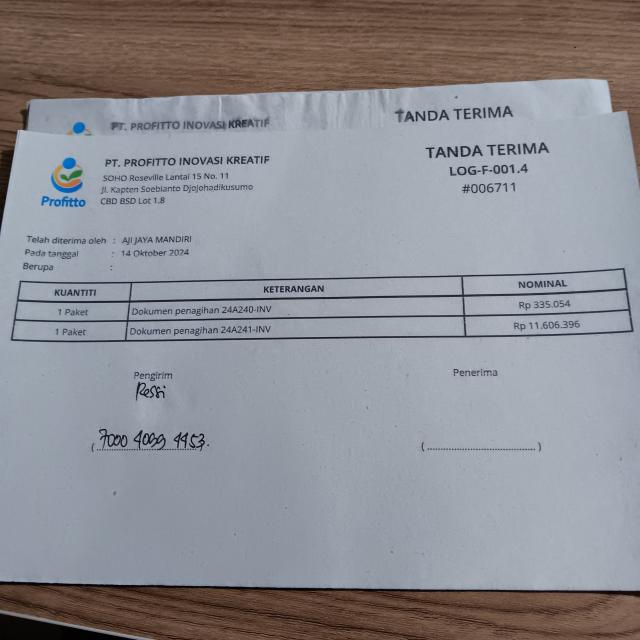 PT. PROFITTO INOVASI KREATIF
TANDA TERIMA
Profitto
PT. PROFITTO INOVASI KREATIF
SOHO Roseville Lantai 15 No. 11
Jl. Kapten Soebianto Djojohadikusumo
CBD BSD Lot 1.8
TANDA TERIMA
LOG-F-001.4
#006711
Telah diterima oleh : AJI JAYA MANDIRI
Pada tanggal : 14 Oktober 2024
Berupa :
KUANTITI KETERANGAN NOMINAL
1 Paket Dokumen penagihan 24A240-INV Rp 335.054
1 Paket Dokumen penagihan 24A241-INV Rp 11.606.396
Pengirim Penerima
Ressi
(7000 4099 4453.) (........................................)